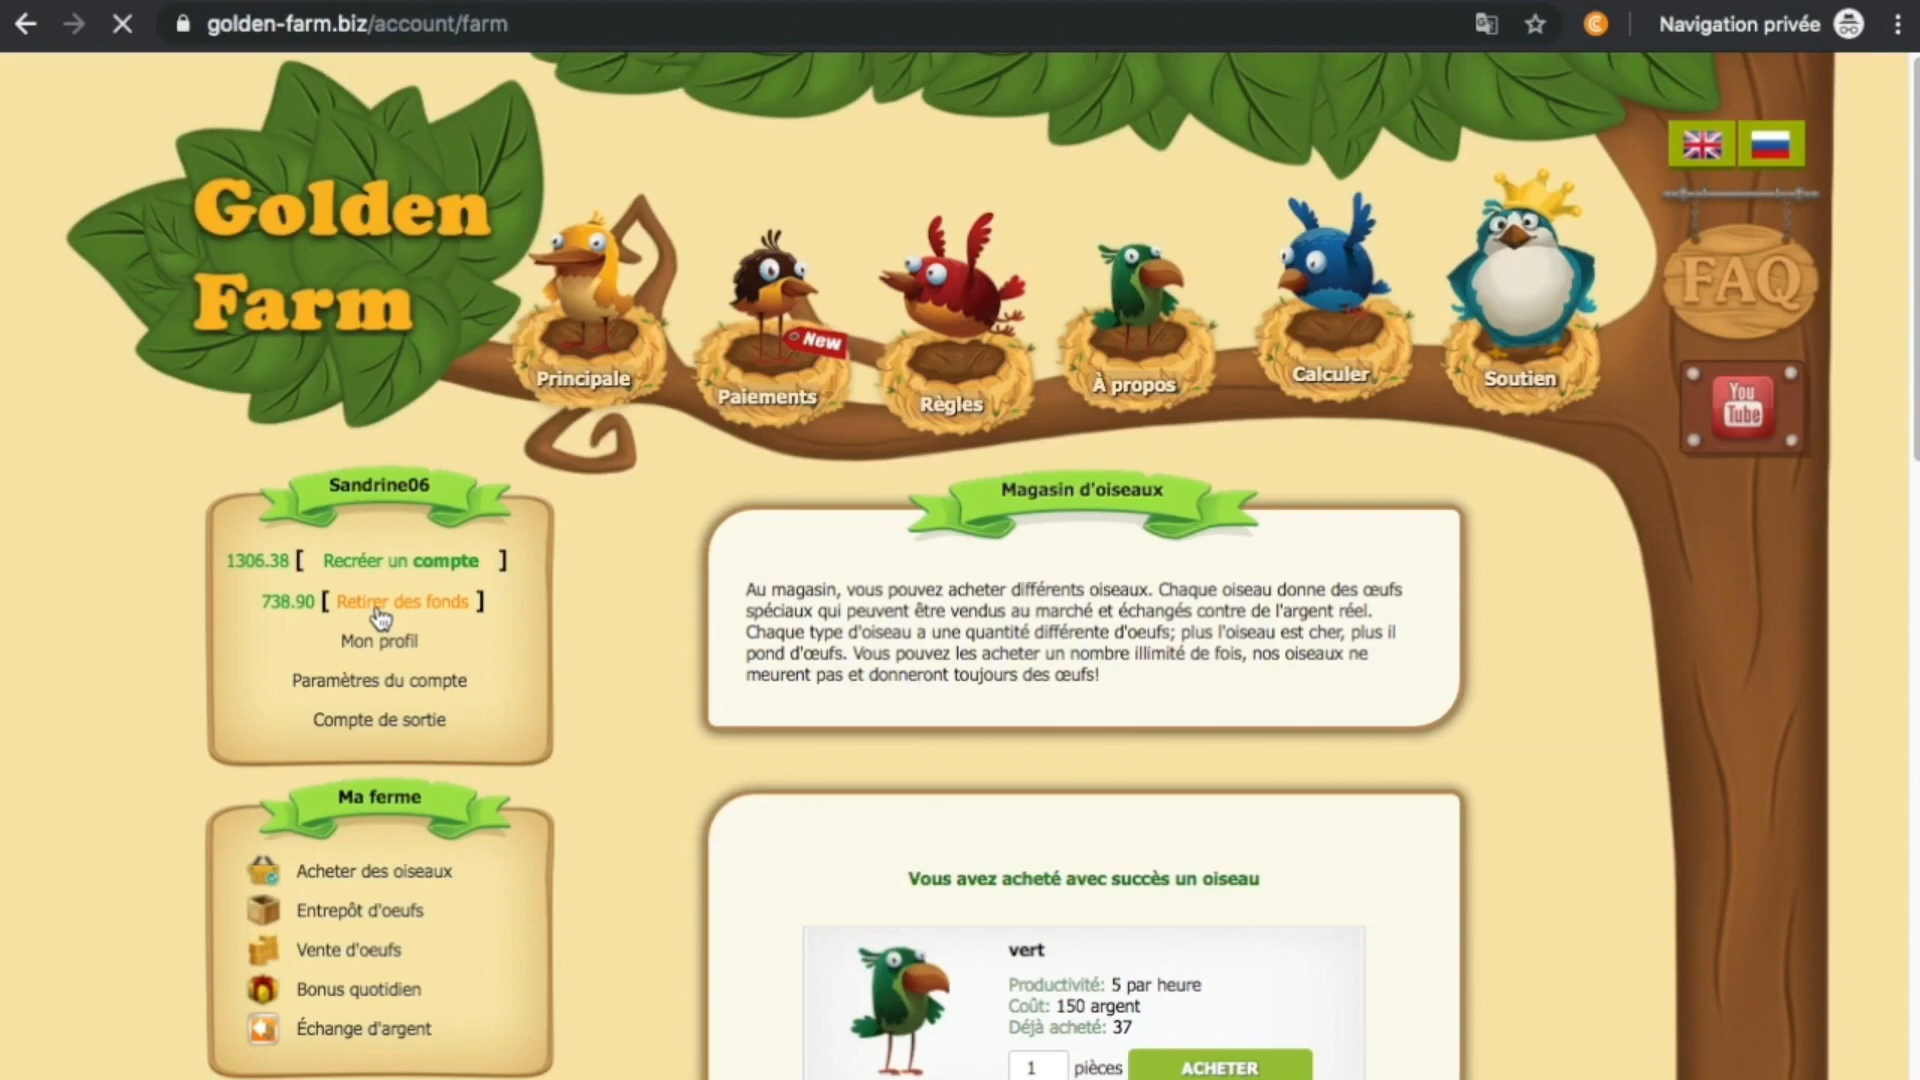 golden-farm.biz/account/farm
Navigation privée
Golden
Farm
Principale
Paiements
New
Règles
À propos
Calculer
Soutien
FAQ
You
Tube
Sandrine06
1306.38 [ Recréer un compte ]
738.90 [ Retirer des fonds ]
Mon profil
Paramètres du compte
Compte de sortie
Ma ferme
Acheter des oiseaux
Entrepôt d'oeufs
Vente d'oeufs
Bonus quotidien
Échange d'argent
Magasin d'oiseaux
Au magasin, vous pouvez acheter différents oiseaux. Chaque oiseau donne des œufs
spéciaux qui peuvent être vendus au marché et échangés contre de l'argent réel.
Chaque type d'oiseau a une quantité différente d'oeufs; plus l'oiseau est cher, plus il
pond d'œufs. Vous pouvez les acheter un nombre illimité de fois, nos oiseaux ne
meurent pas et donneront toujours des œufs!
Vous avez acheté avec succès un oiseau
vert
Productivité: 5 par heure
Coût: 150 argent
Déjà acheté: 37
1 pièces ACHETER